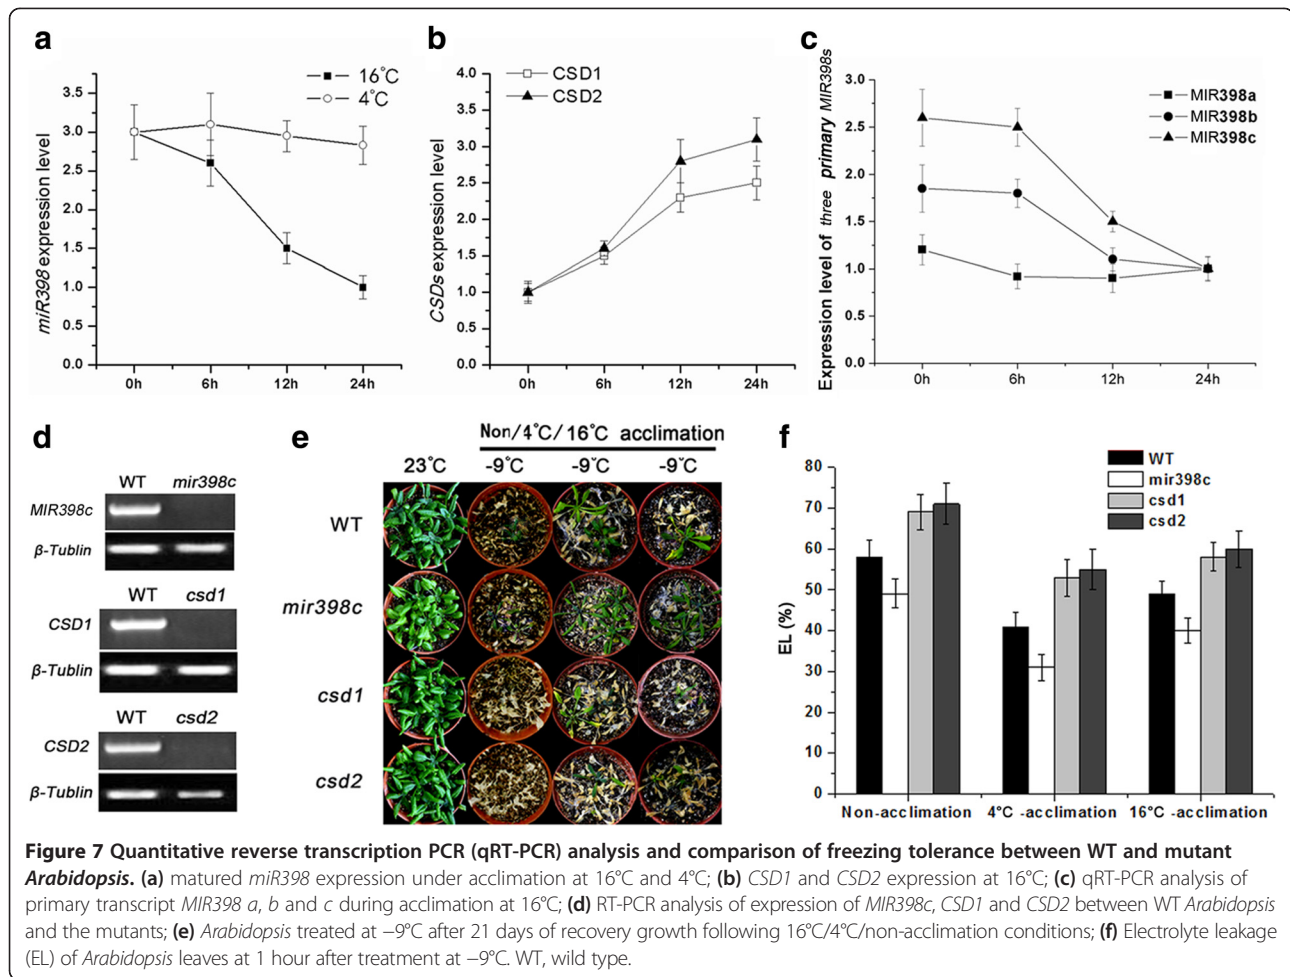 a
miR398 expression level
3.5
3.0
2.5
2.0
1.5
1.0
0.5
0.0
0h 6h 12h 24h
16°C
4°C
b
CSDs expression level
4.0
3.5
3.0
2.5
2.0
1.5
1.0
0.5
0.0
0h 6h 12h 24h
CSD1
CSD2
c
Expression level of three primary MIR398s
3.0
2.5
2.0
1.5
1.0
0.5
0.0
0h 6h 12h 24h
MIR398a
MIR398b
MIR398c
d
WT mir398c
MIR398c
β-Tublin
WT csd1
CSD1
β-Tublin
WT csd2
CSD2
β-Tublin
e
Non/4°C/16°C acclimation
23°C -9°C -9°C -9°C
WT
mir398c
csd1
csd2
f
EL (%)
80
70
60
50
40
30
20
10
0
Non-acclimation 4°C -acclimation 16°C -acclimation
WT
mir398c
csd1
csd2
Figure 7 Quantitative reverse transcription PCR (qRT-PCR) analysis and comparison of freezing tolerance between WT and mutant
Arabidopsis. (a) matured miR398 expression under acclimation at 16°C and 4°C; (b) CSD1 and CSD2 expression at 16°C; (c) qRT-PCR analysis of
primary transcript MIR398 a, b and c during acclimation at 16°C; (d) RT-PCR analysis of expression of MIR398c, CSD1 and CSD2 between WT Arabidopsis
and the mutants; (e) Arabidopsis treated at −9°C after 21 days of recovery growth following 16°C/4°C/non-acclimation conditions; (f) Electrolyte leakage
(EL) of Arabidopsis leaves at 1 hour after treatment at −9°C. WT, wild type.